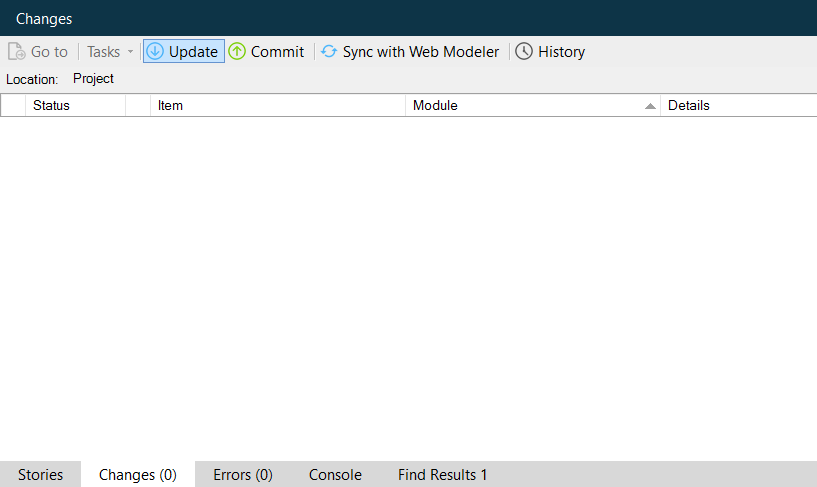 Changes
Go to Tasks Update Commit Sync with Web Modeler History
Location: Project
Status Item Module Details
Stories Changes (0) Errors (0) Console Find Results 1